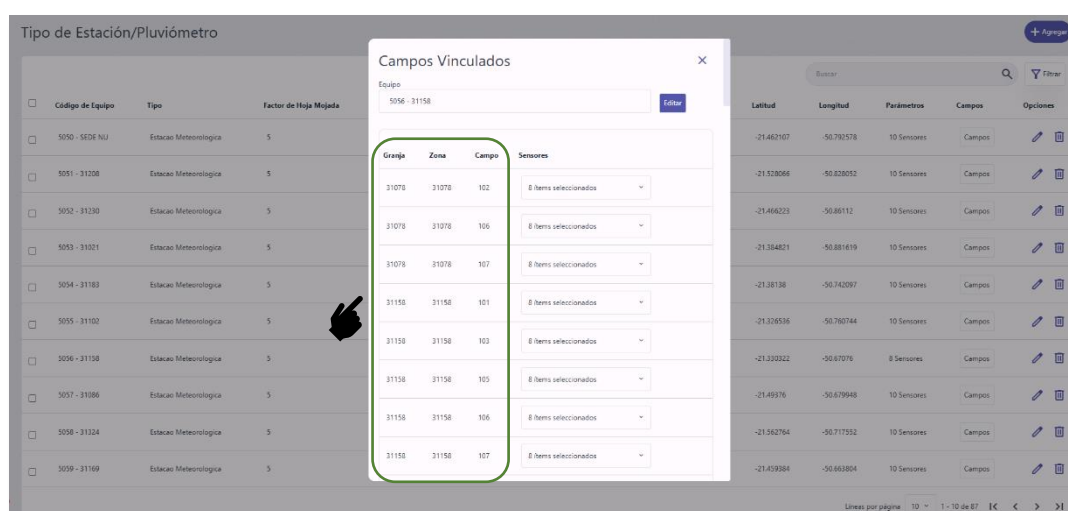 Tipo de Estación/Pluviómetro
+ Agregar
Campos Vinculados ×
Equipo
5056 - 31158 Editar
Buscar Filtrar
Código de Equipo Tipo Factor de Hoja Mojada Latitud Longitud Parámetros Campos Opciones
Granja Zona Campo Sensores
5050 - SEDE NU Estacao Meteorologica 5 -21.462107 -50.792578 10 Sensores Campos
31078 31078 102 8 ítems seleccionados
5051 - 31208 Estacao Meteorologica 5 -21.528066 -50.828052 10 Sensores Campos
5052 - 31230 Estacao Meteorologica 5 -21.466223 -50.86112 10 Sensores Campos
31078 31078 106 8 ítems seleccionados
5053 - 31021 Estacao Meteorologica 5 -21.384821 -50.881619 10 Sensores Campos
31078 31078 107 8 ítems seleccionados
5054 - 31183 Estacao Meteorologica 5 -21.38138 -50.742097 10 Sensores Campos
31158 31158 101 8 ítems seleccionados
5055 - 31102 Estacao Meteorologica 5 -21.326536 -50.760744 10 Sensores Campos
31158 31158 103 8 ítems seleccionados
5056 - 31158 Estacao Meteorologica 5 -21.330322 -50.67076 8 Sensores Campos
31158 31158 105 8 ítems seleccionados
5057 - 31086 Estacao Meteorologica 5 -21.49376 -50.679948 10 Sensores Campos
31158 31158 106 8 ítems seleccionados
5058 - 31324 Estacao Meteorologica 5 -21.562764 -50.717552 10 Sensores Campos
31158 31158 107 8 ítems seleccionados
5059 - 31169 Estacao Meteorologica 5 -21.459384 -50.663804 10 Sensores Campos
Líneas por página 10 1 - 10 de 87